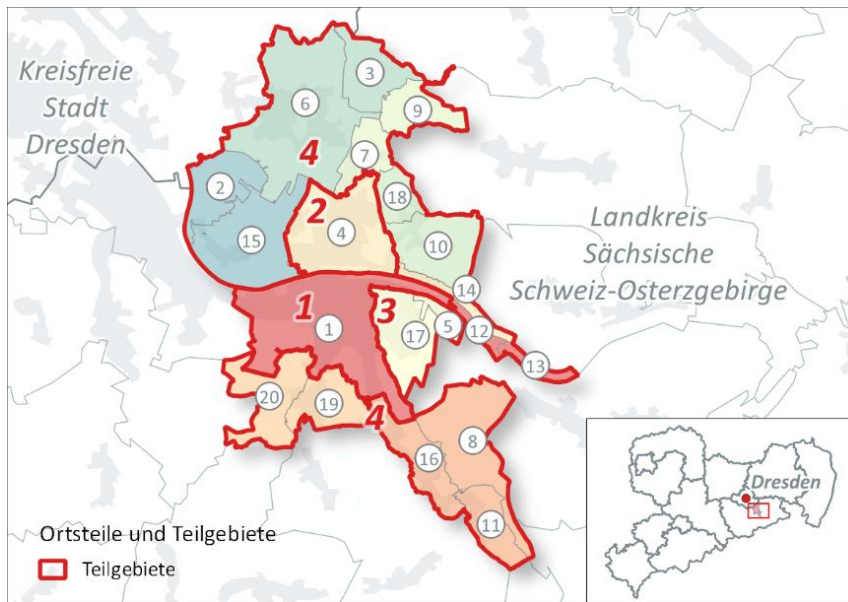 Kreisfreie
Stadt
Dresden
3
6
9
4
7
2
2
18
4
15
10
Landkreis
Sächsische
Schweiz-Osterzgebirge
14
1
3
5
12
1
17
13
20
19
4
8
16
11
Dresden
Ortsteile und Teilgebiete
Teilgebiete